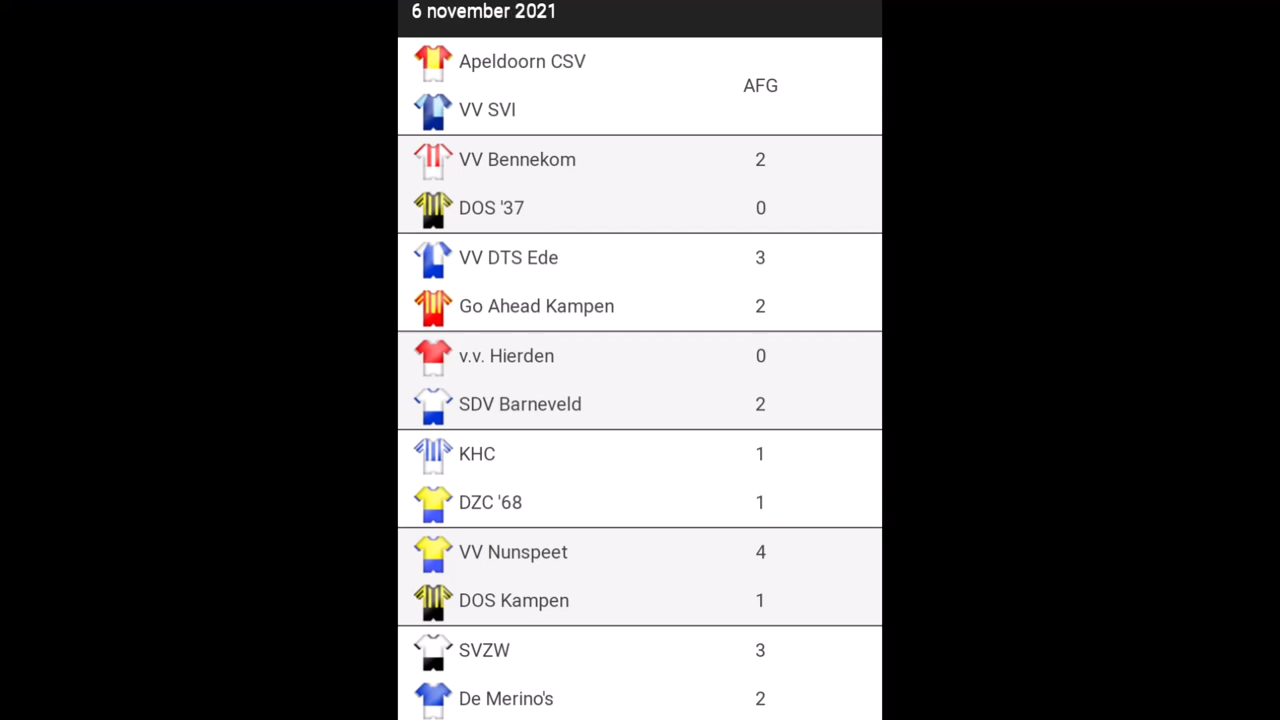 6 november 2021
Apeldoorn CSV
AFG
VV SVI
VV Bennekom 2
DOS '37 0
VV DTS Ede 3
Go Ahead Kampen 2
v.v. Hierden 0
SDV Barneveld 2
KHC 1
DZC '68 1
VV Nunspeet 4
DOS Kampen 1
SVZW 3
De Merino's 2